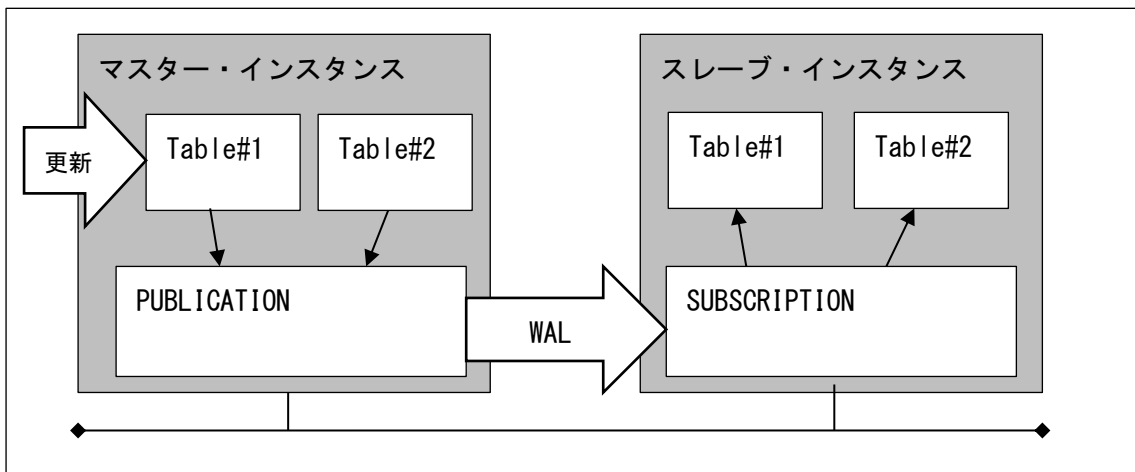 マスター・インスタンス
スレーブ・インスタンス
更新
Table#1
Table#2
Table#1
Table#2
PUBLICATION
WAL
SUBSCRIPTION